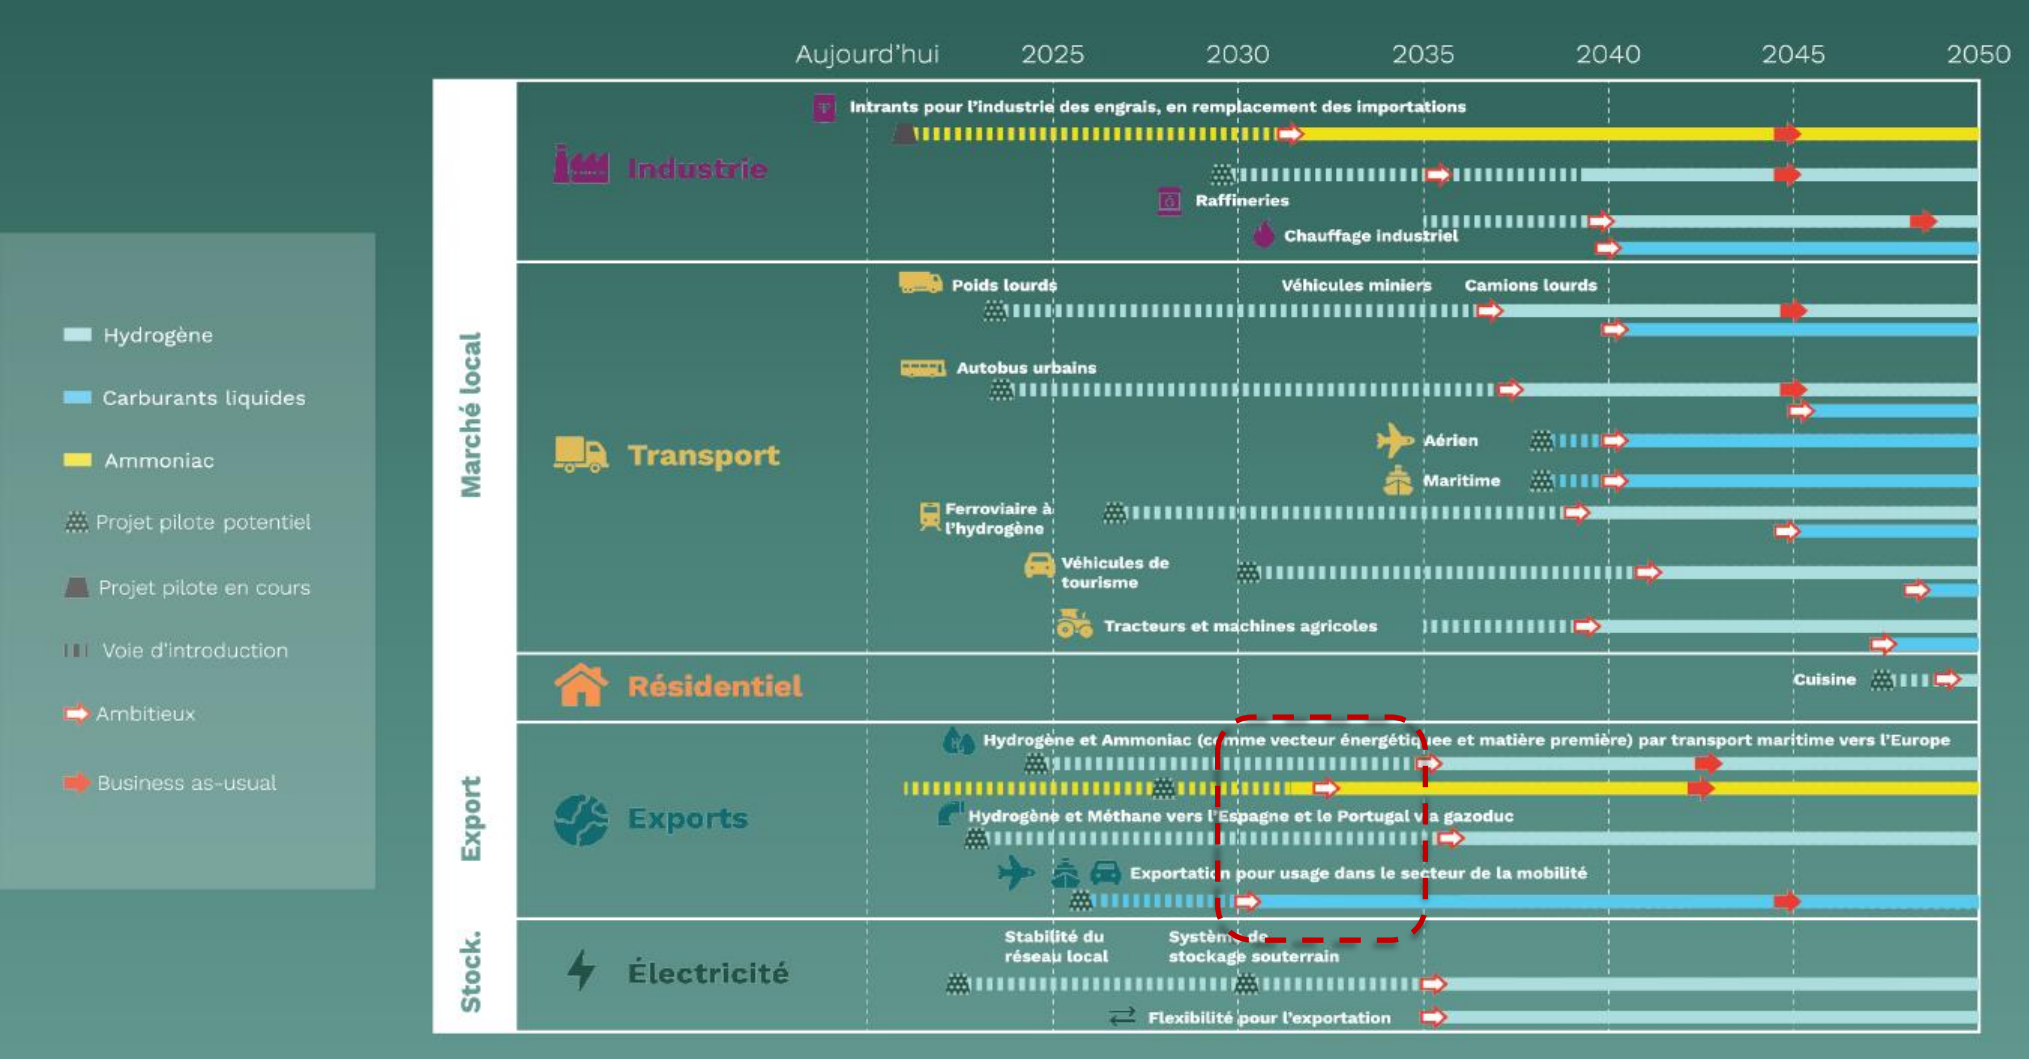 Aujourd'hui 2025 2030 2035 2040 2045 2050
Hydrogène
Carburants liquides
Ammoniac
Projet pilote potentiel
Projet pilote en cours
Voie d'introduction
Ambitieux
Business as-usual
Marché local
Industrie
Intrants pour l'industrie des engrais, en remplacement des importations
Raffineries
Chauffage industriel
Transport
Poids lourds
Véhicules miniers
Camions lourds
Autobus urbains
Aérien
Maritime
Ferroviaire à
l'hydrogène
Véhicules de
tourisme
Tracteurs et machines agricoles
Résidentiel
Cuisine
Export
Exports
Hydrogène et Ammoniac (comme vecteur énergétiquee et matière première) par transport maritime vers l'Europe
Hydrogène et Méthane vers l'Espagne et le Portugal via gazoduc
Exportation pour usage dans le secteur de la mobilité
Stock.
Électricité
Stabilité du
réseau local
Système de
stockage souterrain
Flexibilité pour l'exportation